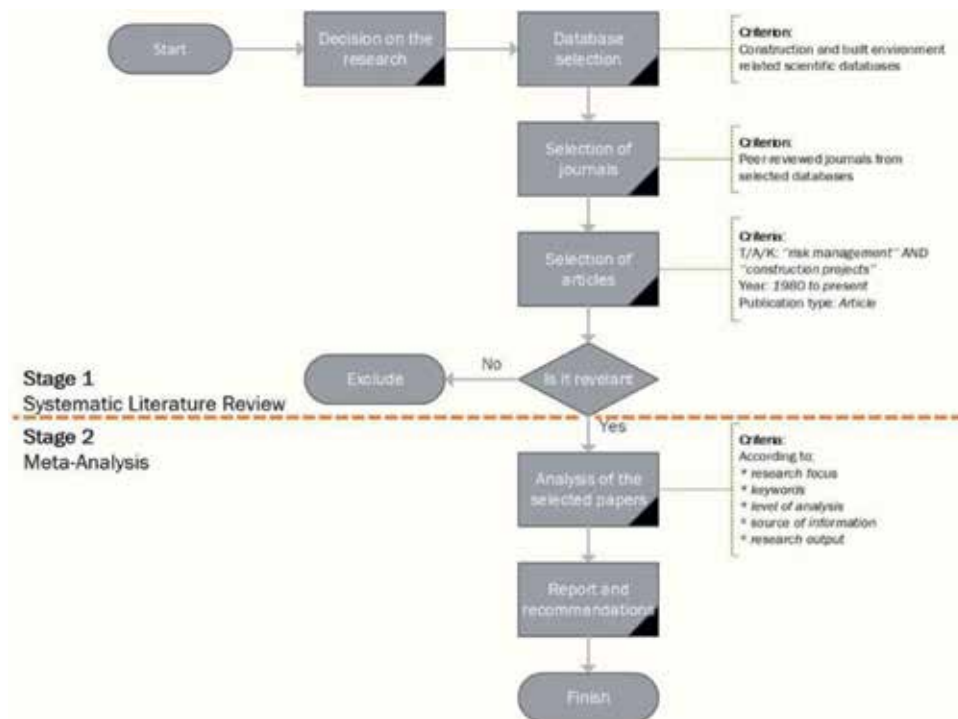 Start
Decision on the
research
Database
selection
Criterion:
Construction and built environment
related scientific databases
Selection of
journals
Criterion:
Peer reviewed journals from
selected databases
Selection of
articles
Criteria:
T/A/K: "risk management" AND
"construction projects"
Year: 1980 to present
Publication type: Article
Is it revelant
No
Exclude
Stage 1
Systematic Literature Review
Yes
Stage 2
Meta-Analysis
Analysis of the
selected papers
Criteria:
According to:
* research focus
* keywords
* level of analysis
* source of information
* research output
Report and
recommendations
Finish